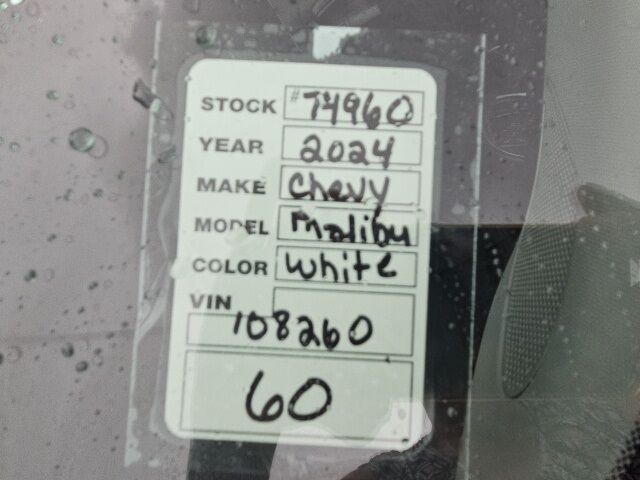 STOCK # T4960
YEAR 2024
MAKE Chevy
MODEL Malibu
COLOR White
VIN
108260
60